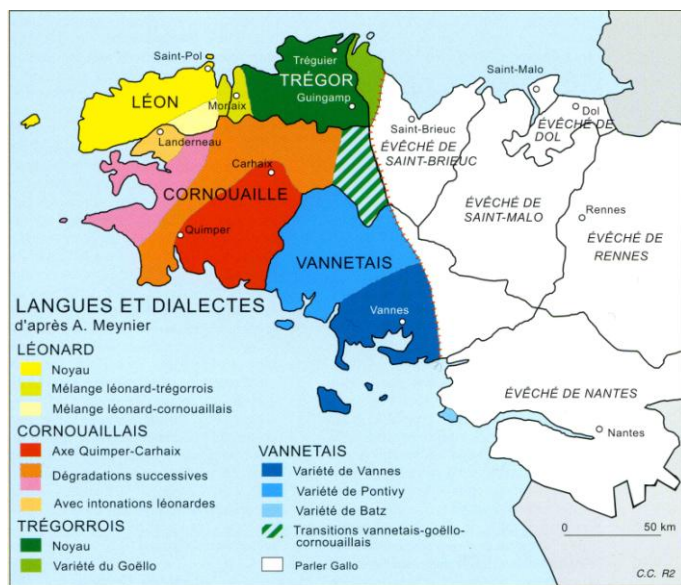 Saint-Pol
Tréguier
TRÉGOR
Saint-Malo
LÉON
Morlaix
Guingamp
Dol
Saint-Brieuc
ÉVÊCHÉ DE
DOL
Landerneau
ÉVÊCHÉ DE
SAINT-BRIEUC
Carhaix
CORNOUAILLE
ÉVÊCHÉ DE
SAINT-MALO
Rennes
Quimper
ÉVÊCHÉ DE
RENNES
VANNETAIS
Vannes
ÉVÊCHÉ DE NANTES
Nantes
LANGUES ET DIALECTES
d'après A. Meynier
LÉONARD
Noyau
Mélange léonard-trégorrois
Mélange léonard-cornouaillais
CORNOUAILLAIS
Axe Quimper-Carhaix
Dégradations successives
Avec intonations léonardes
TRÉGORROIS
Noyau
Variété du Goëllo
VANNETAIS
Variété de Vannes
Variété de Pontivy
Variété de Batz
Transitions vannetais-goëllo-
cornouaillais
Parler Gallo
0 50 km
C.C. R2